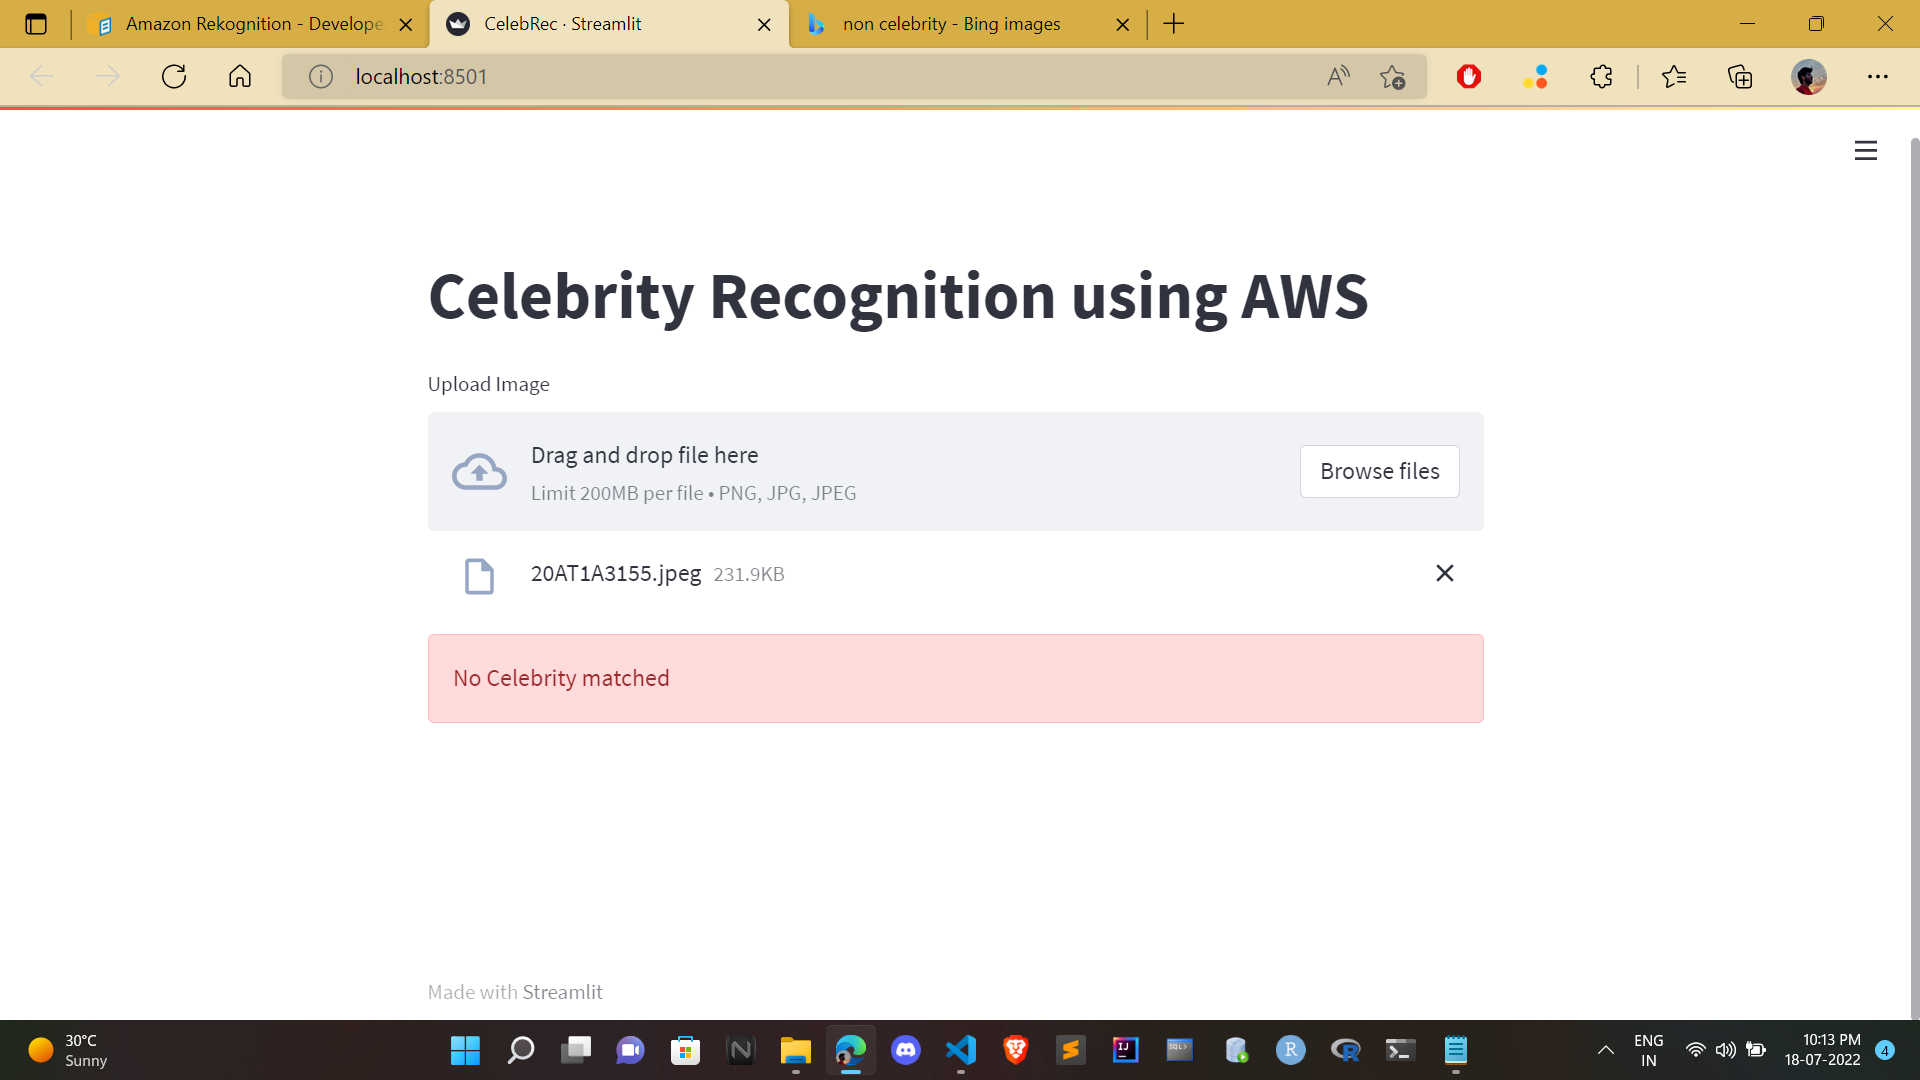 Amazon Rekognition - Develope
CelebRec · Streamlit
non celebrity - Bing images
localhost:8501
Celebrity Recognition using AWS
Upload Image
Drag and drop file here
Limit 200MB per file • PNG, JPG, JPEG
Browse files
20AT1A3155.jpeg 231.9KB
No Celebrity matched
Made with Streamlit
30°C
Sunny
ENG
IN
10:13 PM
18-07-2022
4